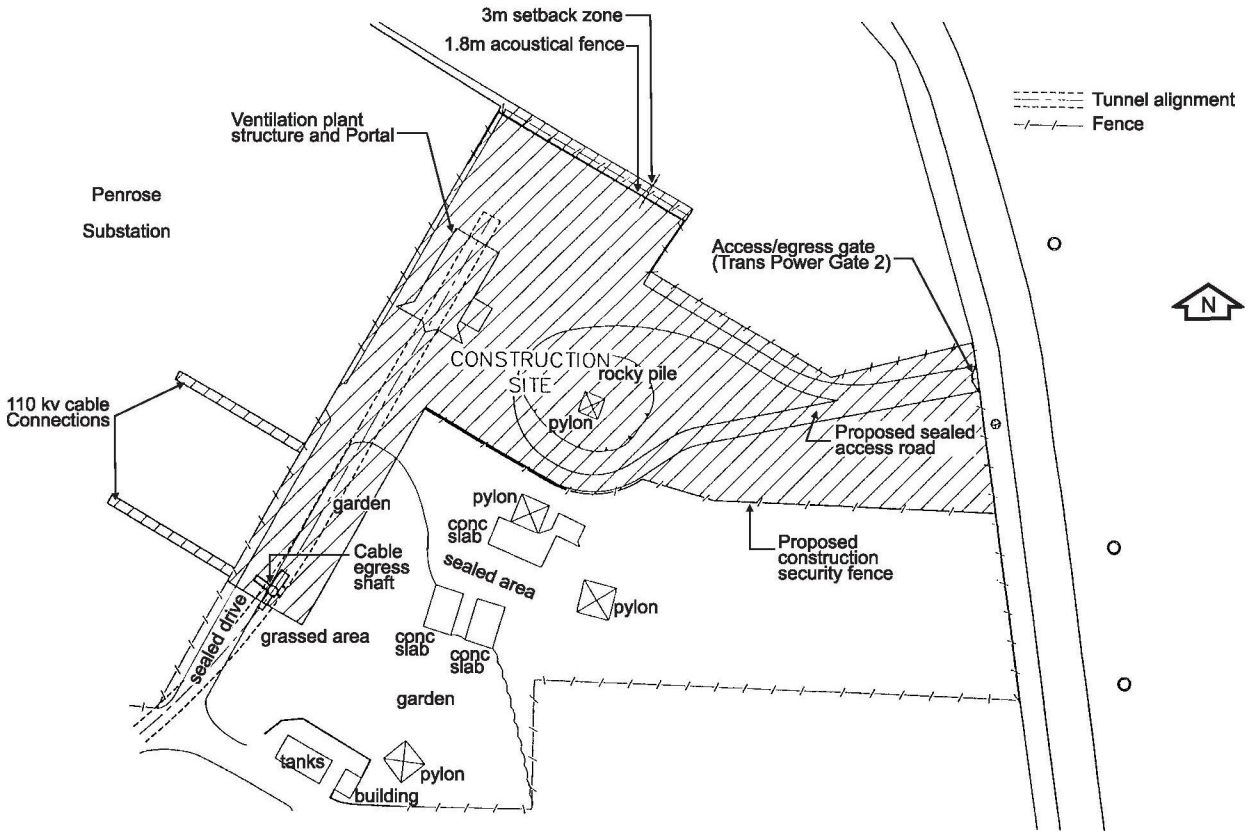 3m setback zone
1.8m acoustical fence
Tunnel alignment
Fence
Ventilation plant
structure and Portal
Penrose
Substation
Access/egress gate
(Trans Power Gate 2)
N
CONSTRUCTION
SITE
rocky pile
pylon
110 kv cable
Connections
Proposed sealed
access road
garden
pylon
conc
slab
sealed area
Cable
egress
shaft
Proposed
construction
security fence
pylon
sealed drive
grassed area
conc
slab
conc
slab
garden
tanks
pylon
building